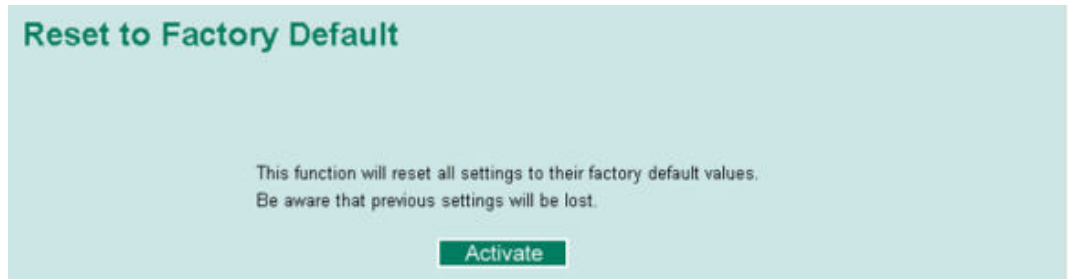 Reset to Factory Default
This function will reset all settings to their factory default values.
Be aware that previous settings will be lost.
Activate